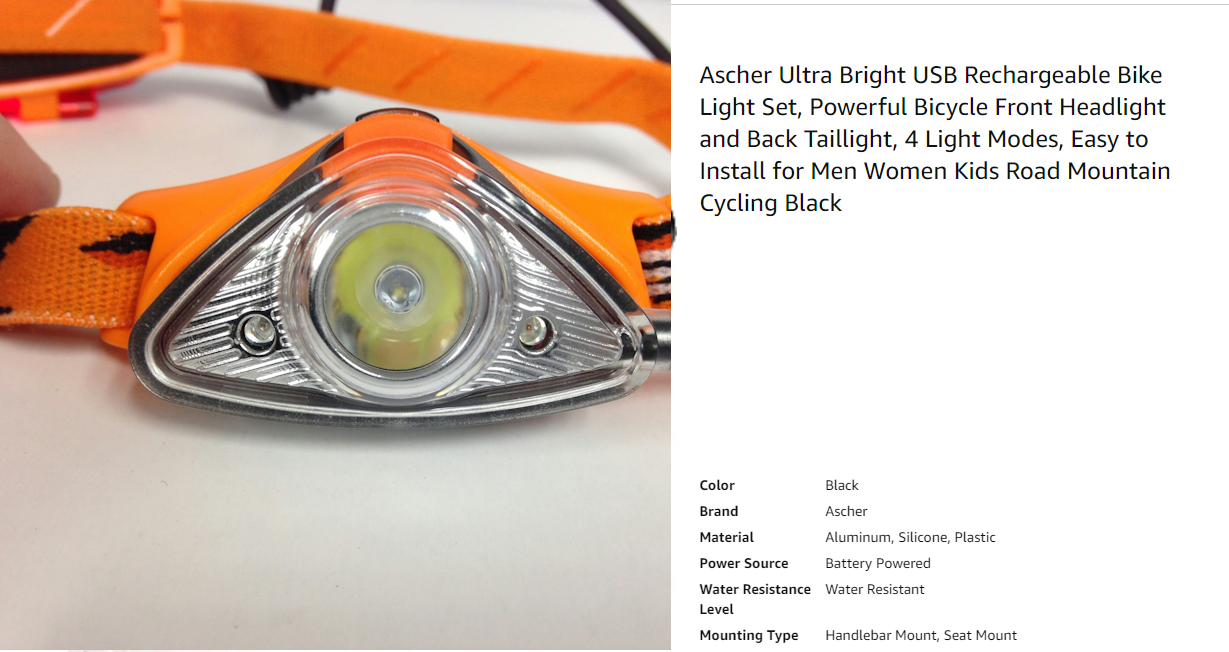 Ascher Ultra Bright USB Rechargeable Bike
Light Set, Powerful Bicycle Front Headlight
and Back Taillight, 4 Light Modes, Easy to
Install for Men Women Kids Road Mountain
Cycling Black
Color Black
Brand Ascher
Material Aluminum, Silicone, Plastic
Power Source Battery Powered
Water Resistance Water Resistant
Level
Mounting Type Handlebar Mount, Seat Mount